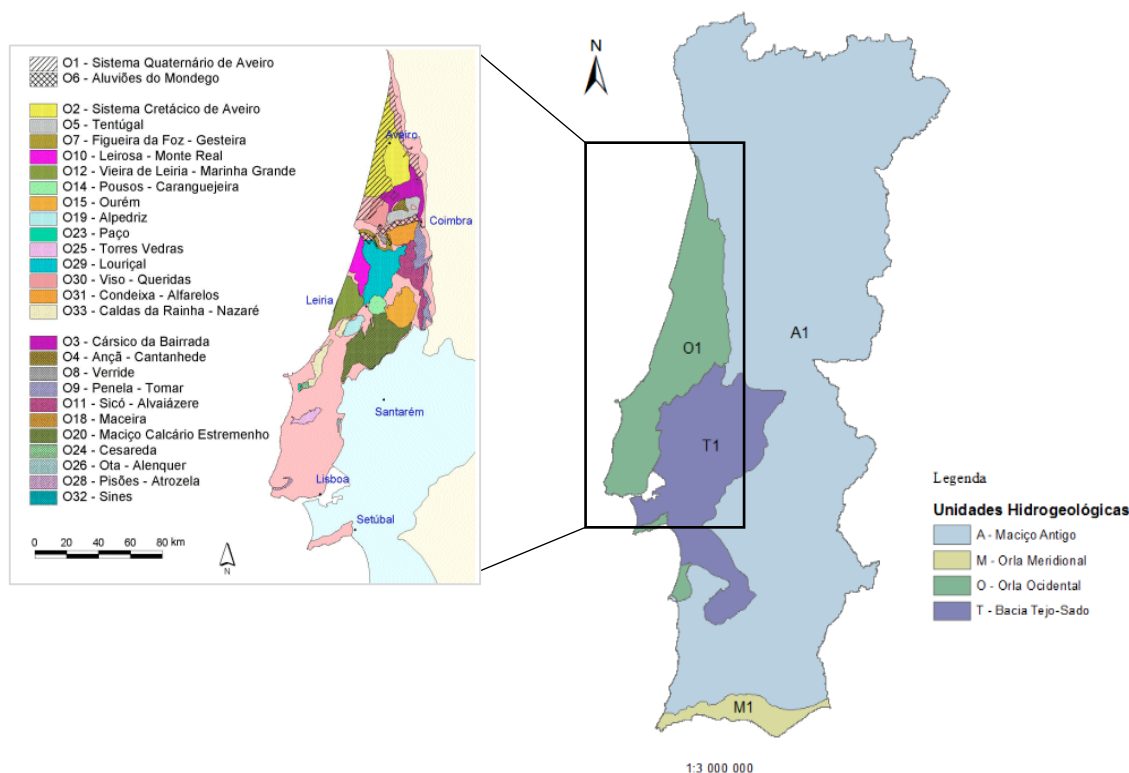 O1 - Sistema Quaternário de Aveiro
O6 - Aluviões do Mondego
O2 - Sistema Cretácico de Aveiro
O5 - Tentúgal
O7 - Figueira da Foz - Gesteira
O10 - Leirosa - Monte Real
O12 - Vieira de Leiria - Marinha Grande
O14 - Pousos - Caranguejeira
O15 - Ourém
O19 - Alpedriz
O23 - Paço
O25 - Torres Vedras
O29 - Louriçal
O30 - Viso - Queridas
O31 - Condeixa - Alfarelos
O33 - Caldas da Rainha - Nazaré
O3 - Cársico da Bairrada
O4 - Ançã - Cantanhede
O8 - Verride
O9 - Penela - Tomar
O11 - Sicó - Alvaiázere
O18 - Maceira
O20 - Maciço Calcário Estremenho
O24 - Cesareda
O26 - Ota - Alenquer
O28 - Pisões - Atrozela
O32 - Sines
0 20 40 60 80 km
N
Aveiro
Coimbra
Leiria
Santarém
Lisboa
Setúbal
N
A1
O1
T1
M1
1:3 000 000
Legenda
Unidades Hidrogeológicas
A - Maciço Antigo
M - Orla Meridional
O - Orla Ocidental
T - Bacia Tejo-Sado